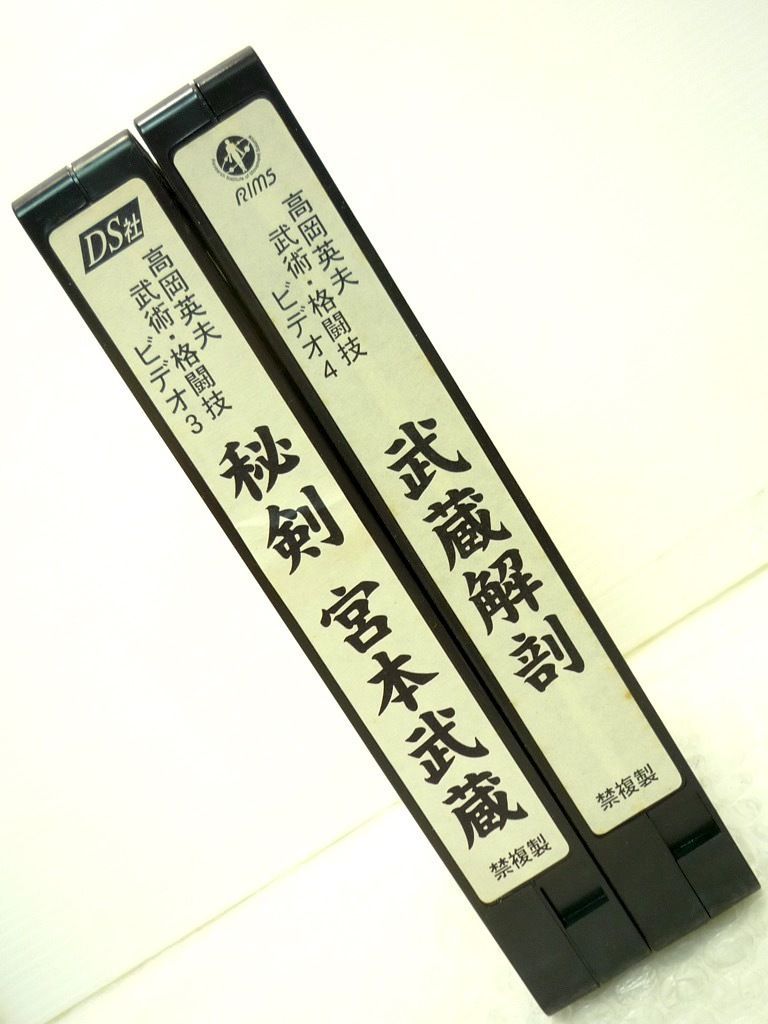 DS社
高岡英夫
武術・格闘技
ビデオ3
秘剣 宮本武蔵
禁複製
RIMS
高岡英夫
武術・格闘技
ビデオ4
武蔵解剖
禁複製